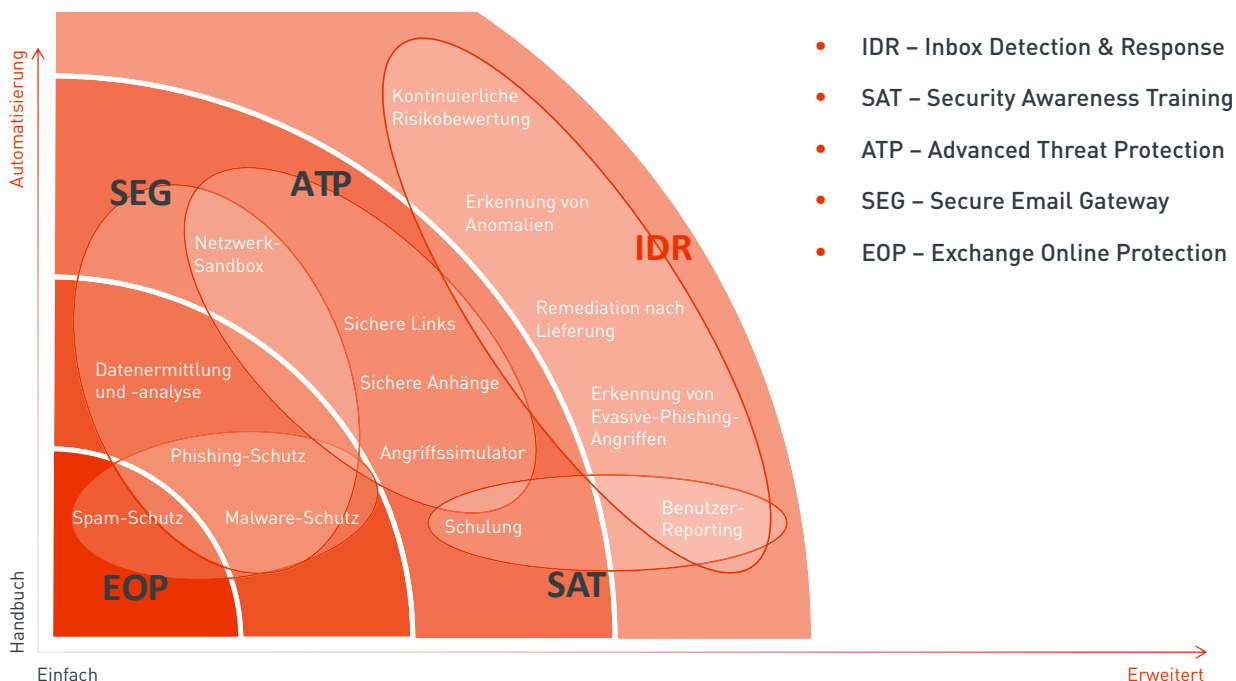 Automatisierung
Handbuch
Einfach
Erweitert
SEG
ATP
IDR
EOP
SAT
Kontinuierliche
Risikobewertung
Erkennung von
Anomalien
Netzwerk-
Sandbox
Remediation nach
Lieferung
Sichere Links
Datenermittlung
und -analyse
Sichere Anhänge
Erkennung von
Evasive-Phishing-
Angriffen
Phishing-Schutz
Angriffssimulator
Spam-Schutz
Malware-Schutz
Schulung
Benutzer-
Reporting
• IDR – Inbox Detection & Response
• SAT – Security Awareness Training
• ATP – Advanced Threat Protection
• SEG – Secure Email Gateway
• EOP – Exchange Online Protection